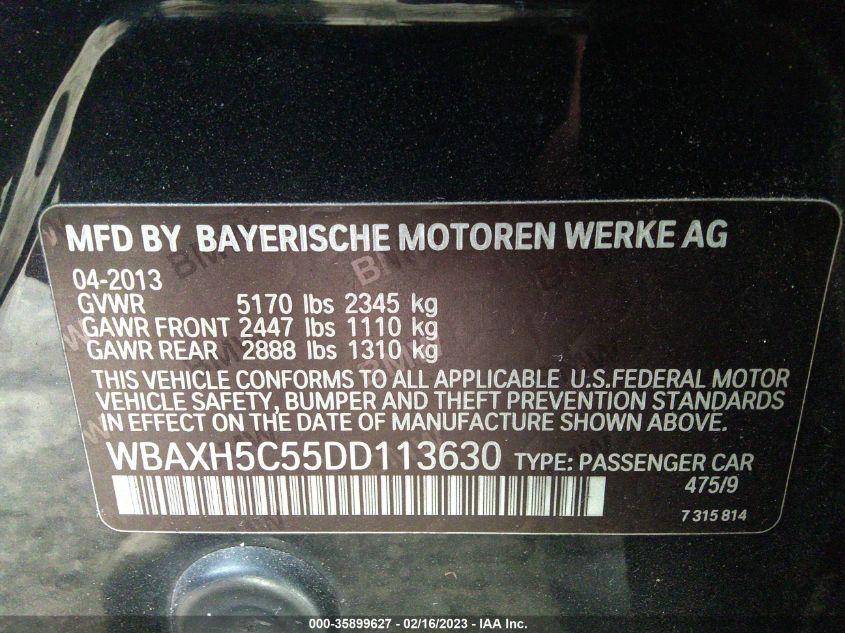 MFD BY BAYERISCHE MOTOREN WERKE AG
04-2013
GVWR 5170 lbs 2345 kg
GAWR FRONT 2447 lbs 1110 kg
GAWR REAR 2888 lbs 1310 kg
THIS VEHICLE CONFORMS TO ALL APPLICABLE U.S.FEDERAL MOTOR
VEHICLE SAFETY, BUMPER AND THEFT PREVENTION STANDARDS
IN EFFECT ON THE DATE OF MANUFACTURE SHOWN ABOVE.
WBAXH5C55DD113630 TYPE: PASSENGER CAR
475/9
7 315 814
000-35899627 - 02/16/2023 - IAA Inc.